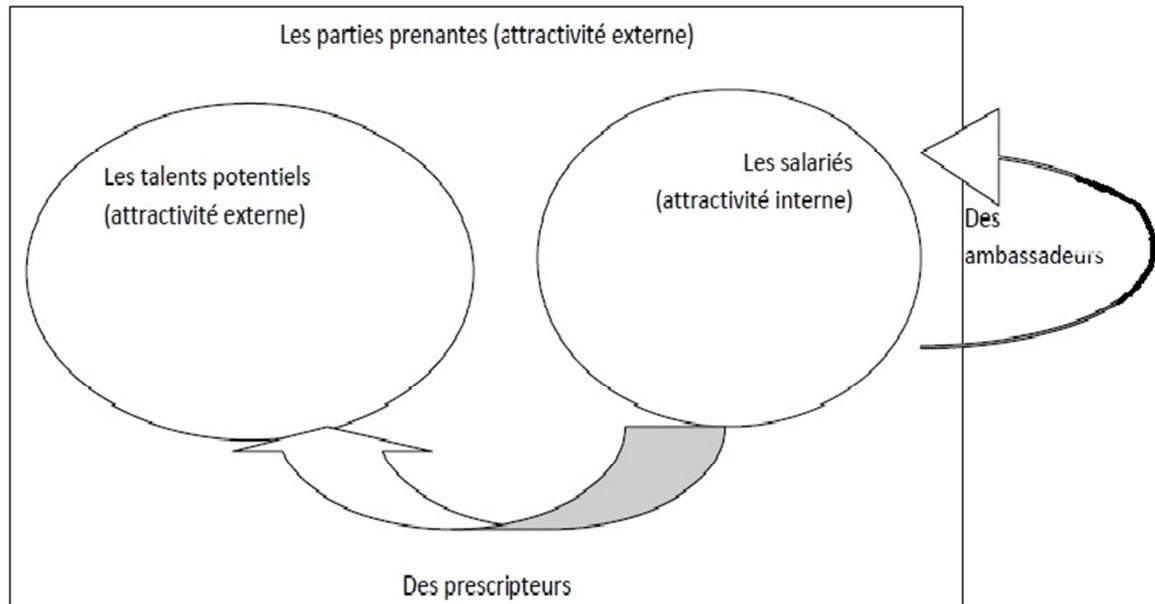 Les parties prenantes (attractivité externe)
Les talents potentiels
(attractivité externe)
Les salariés
(attractivité interne)
Des
ambassadeurs
Des prescripteurs